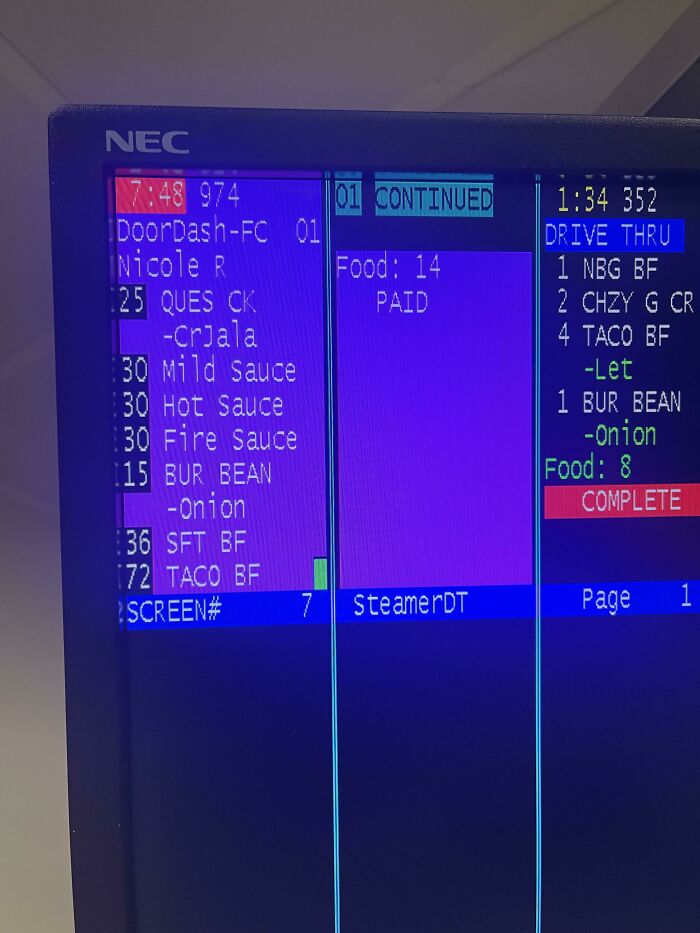 NEC
7:48 974
DoorDash-FC 01
Nicole R
25 QUES CK
-CrJala
30 Mild Sauce
30 Hot Sauce
30 Fire Sauce
15 BUR BEAN
-Onion
36 SFT BF
72 TACO BF
SCREEN# 7
01 CONTINUED
Food: 14
PAID
SteamerDT
1:34 352
DRIVE THRU
1 NBG BF
2 CHZY G CR
4 TACO BF
-Let
1 BUR BEAN
-Onion
Food: 8
COMPLETE
Page 1